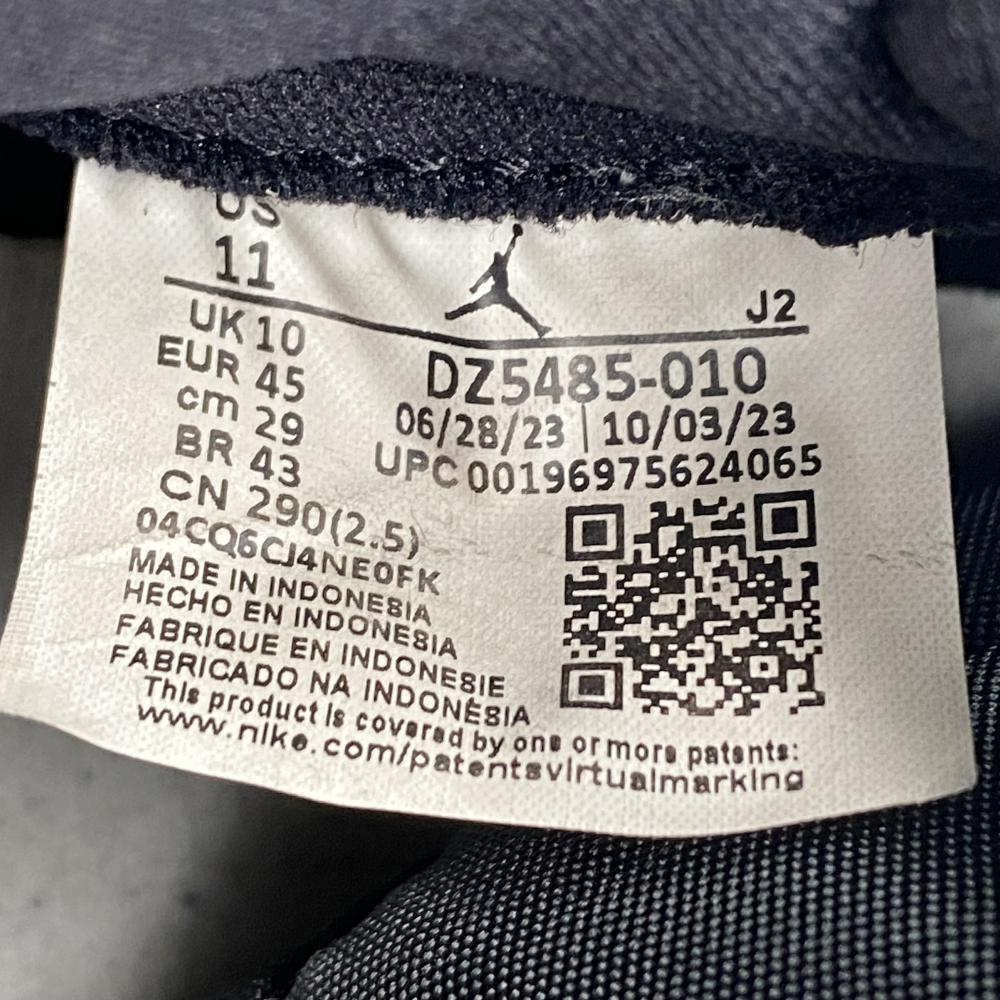 US
11
J2
UK 10
EUR 45
cm 29
BR 43
CN 290(2.5)
DZ5485-010
06/28/23 | 10/03/23
UPC 00196975624065
04CQ6CJ4NE0FK
MADE IN INDONESIA
HECHO EN INDONESIA
FABRIQUE EN INDONESIE
FABRICADO NA INDONÉSIA
This product is covered by one or more patents:
www.nike.com/patentsvirtualmarking